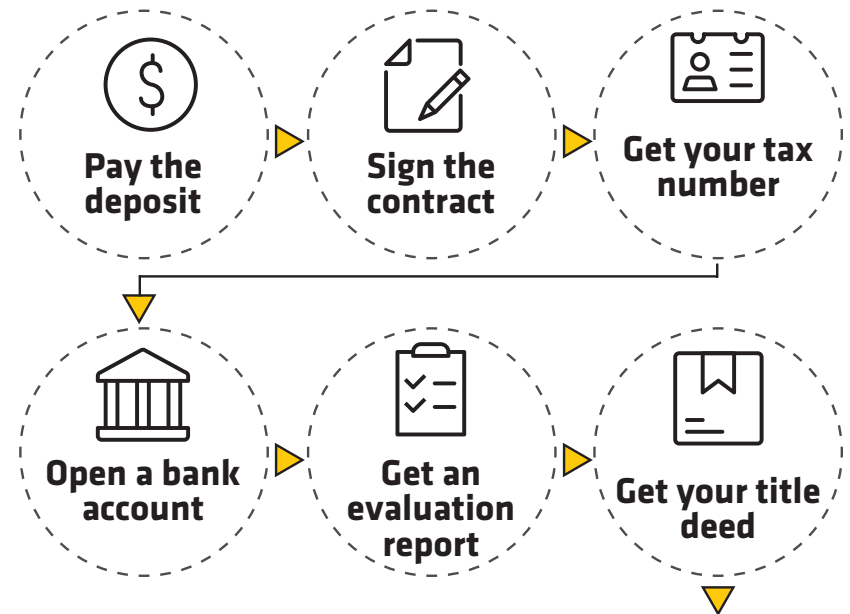 Pay the
deposit
Sign the
contract
Get your tax
number
Open a bank
account
Get an
evaluation
report
Get your title
deed